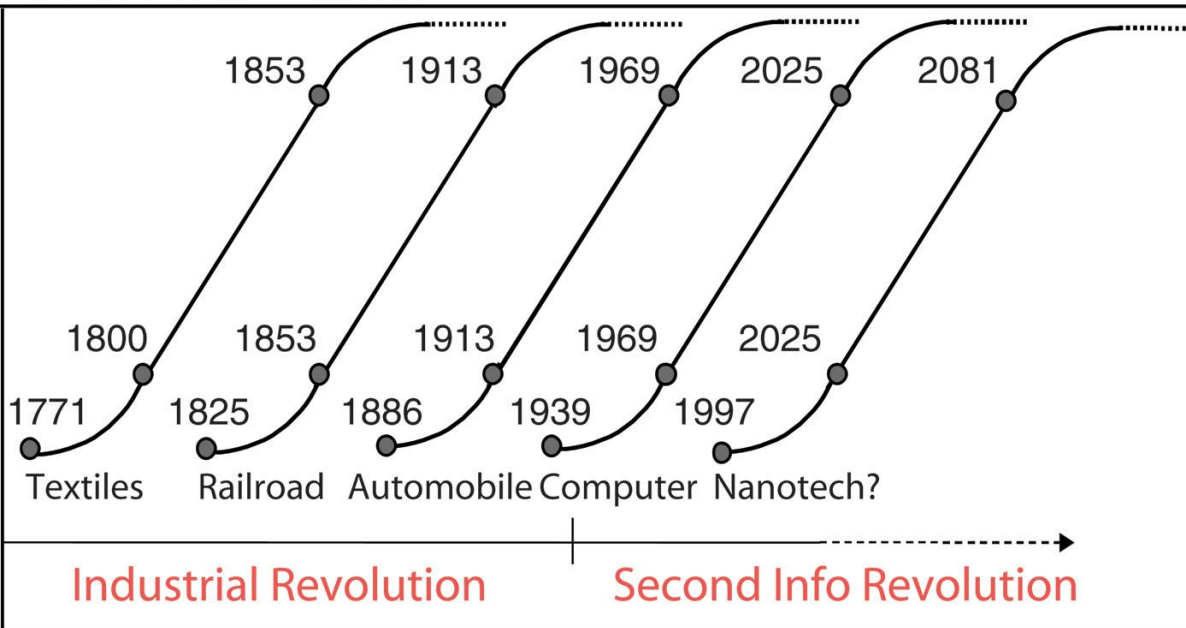 1853 1913 1969 2025 2081
1800 1853 1913 1969 2025
1771 1825 1886 1939 1997
Textiles Railroad Automobile Computer Nanotech?
Industrial Revolution Second Info Revolution